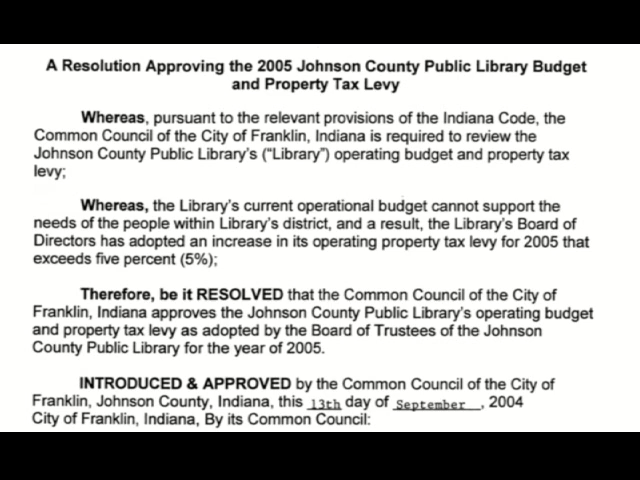 A Resolution Approving the 2005 Johnson County Public Library Budget
and Property Tax Levy
Whereas, pursuant to the relevant provisions of the Indiana Code, the
Common Council of the City of Franklin, Indiana is required to review the
Johnson County Public Library's ("Library") operating budget and property tax
levy;
Whereas, the Library's current operational budget cannot support the
needs of the people within Library's district, and a result, the Library's Board of
Directors has adopted an increase in its operating property tax levy for 2005 that
exceeds five percent (5%);
Therefore, be it RESOLVED that the Common Council of the City of
Franklin, Indiana approves the Johnson County Public Library's operating budget
and property tax levy as adopted by the Board of Trustees of the Johnson
County Public Library for the year of 2005.
INTRODUCED & APPROVED by the Common Council of the City of
Franklin, Johnson County, Indiana, this 13th day of September, 2004
City of Franklin, Indiana, By its Common Council: